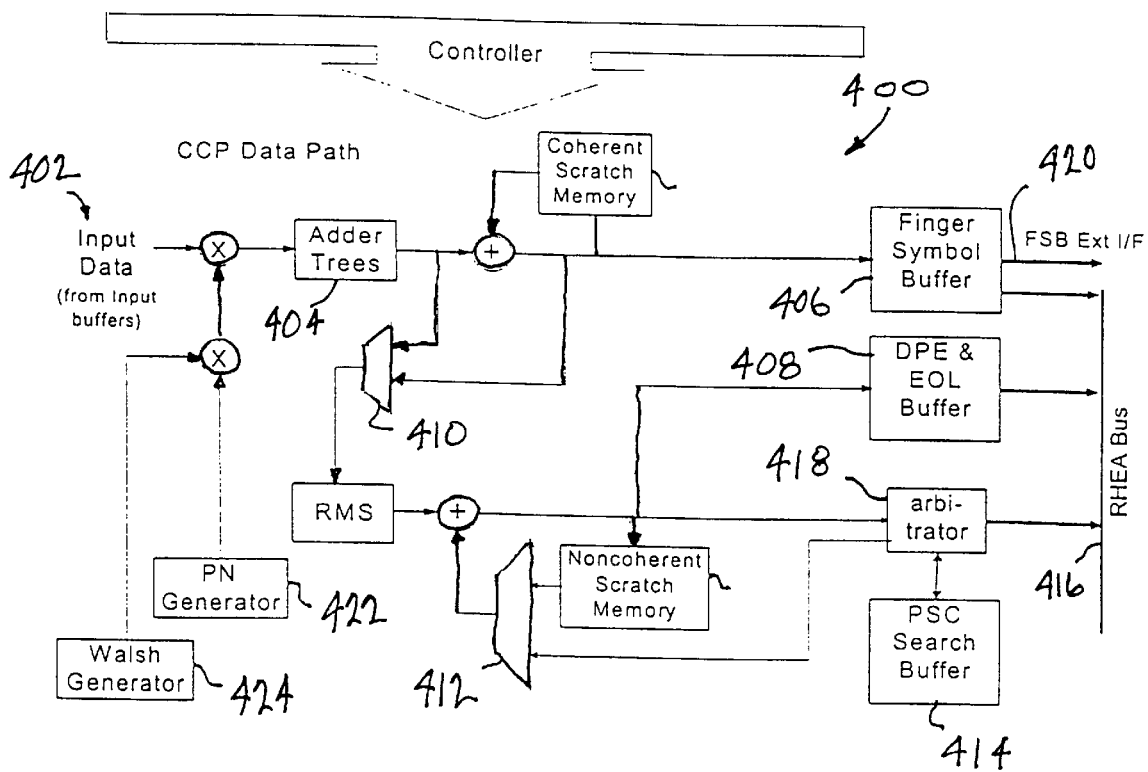 Controller
400
CCP Data Path
402
Coherent
Scratch
Memory
420
Input
Data
(from Input
buffers)
X
Adder
Trees
404
+
Finger
Symbol
Buffer
406
FSB Ext I/F
X
410
408
DPE &
EOL
Buffer
RHEA Bus
418
RMS
+
arbi-
trator
PN
Generator
422
Noncoherent
Scratch
Memory
416
Walsh
Generator
424
412
PSC
Search
Buffer
414